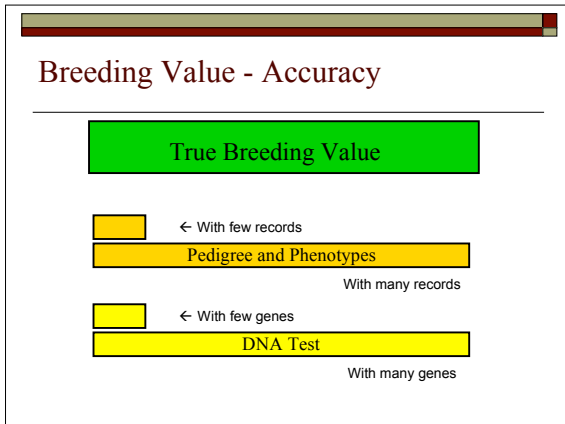 Breeding Value - Accuracy
True Breeding Value
← With few records
Pedigree and Phenotypes
With many records
← With few genes
DNA Test
With many genes